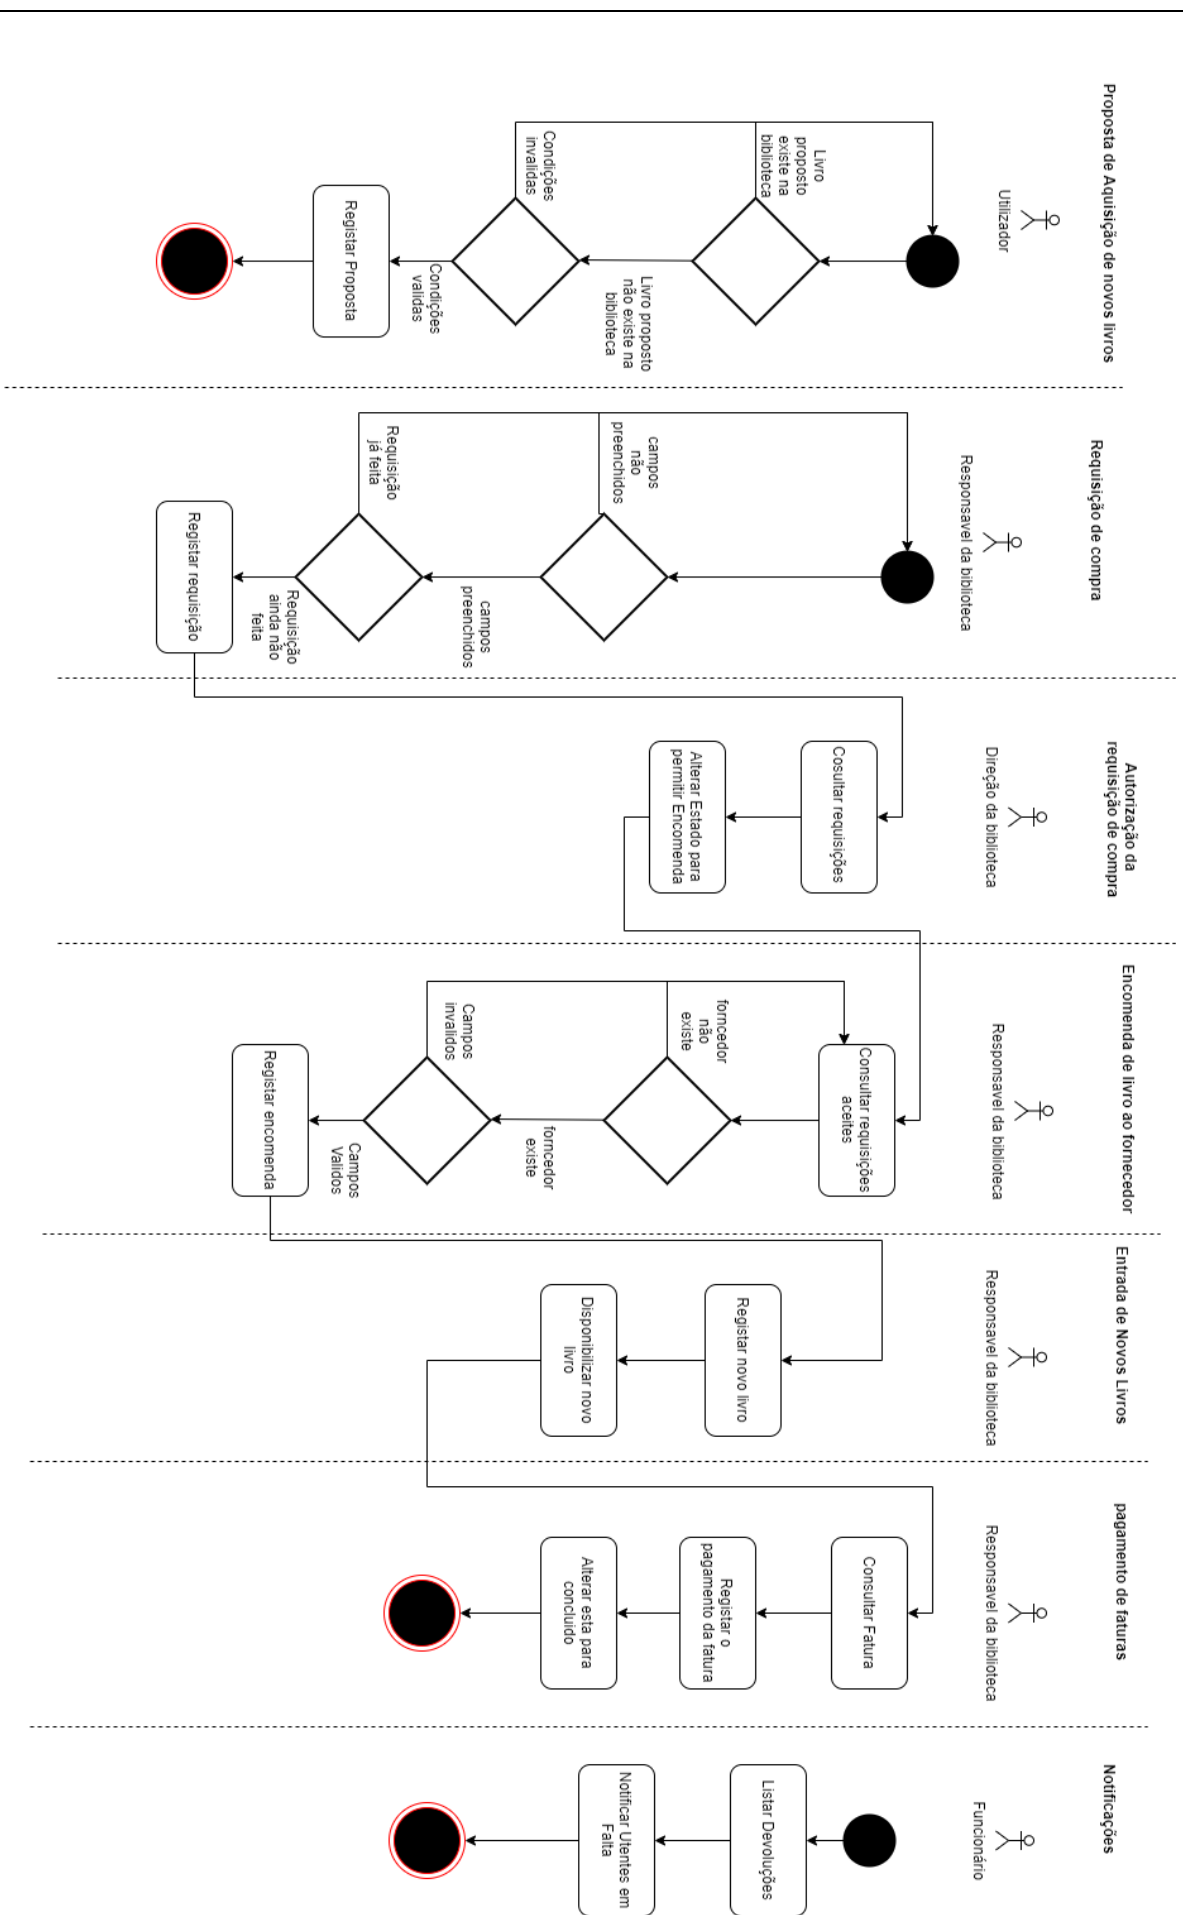 Proposta de Aquisição de novos livros
Utilizador
Livro
proposto
existe na
biblioteca
Livro proposto
não existe na
biblioteca
Condições
invalidas
Condições
validas
Registar Proposta
Requisição de compra
Responsavel da biblioteca
campos
não
preenchidos
campos
preenchidos
Requisição
já feita
Requisição
ainda não
feita
Registar requisição
Autorização da
requisição de compra
Direção da biblioteca
Cosultar requisições
Alterar Estado para
permitir Encomenda
Encomenda de livro ao fornecedor
Responsavel da biblioteca
Consultar requisições
aceites
forncedor
não
existe
forncedor
existe
Campos
invalidos
Campos
Validos
Registar encomenda
Entrada de Novos Livros
Responsavel da biblioteca
Registar novo livro
Disponibilizar novo
livro
pagamento de faturas
Responsavel da biblioteca
Consultar Fatura
Registar o
pagamento da fatura
Alterar esta para
concluido
Notificações
Funcionário
Listar Devoluções
Notificar Utentes em
Falta